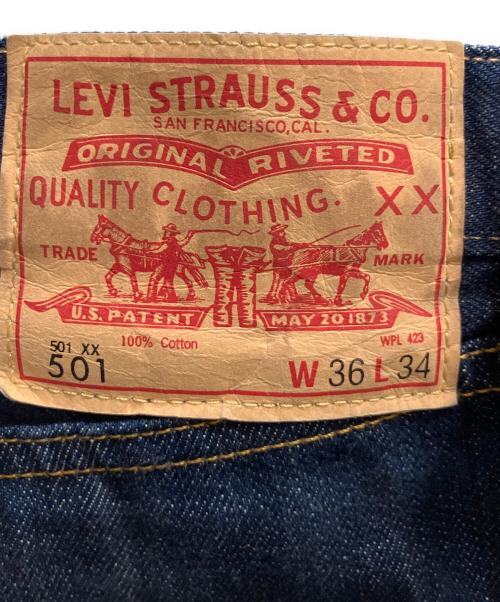 LEVI STRAUSS & CO.
SAN FRANCISCO, CAL.
ORIGINAL RIVETED
QUALITY CLOTHING. XX
TRADE MARK
U.S. PATENT MAY 20 1873
100% Cotton WPL 423
501 XX
501 W 36 L 34